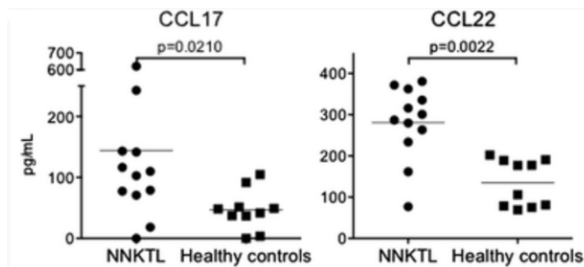 CCL17
CCL22
p=0.0210
p=0.0022
pg/mL
700
600
200
100
0
400
300
200
100
0
NNKTL Healthy controls
NNKTL Healthy controls